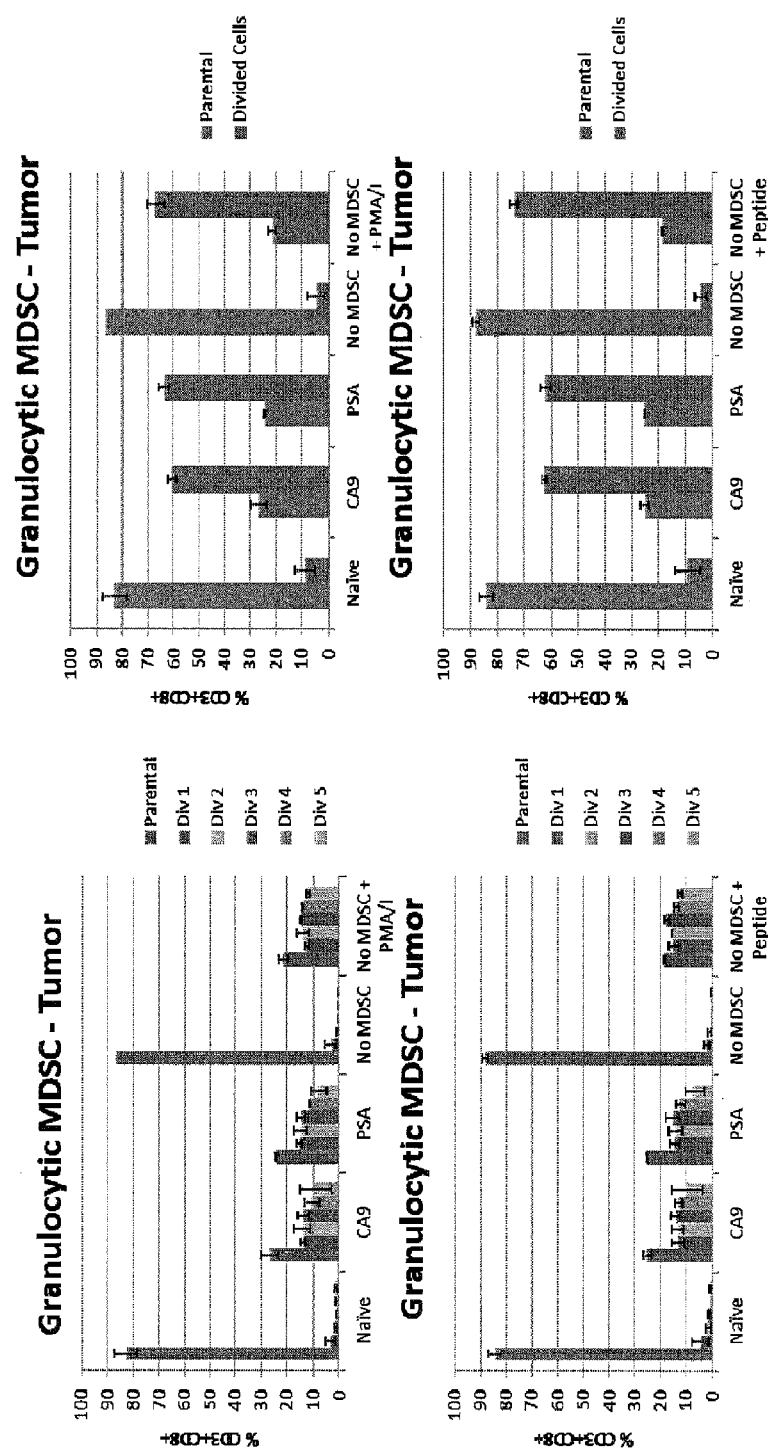 Granulocytic MDSC - Tumor
% CD3+CD8+
100
90
80
70
60
50
40
30
20
10
0
Naïve
CA9
PSA
No MDSC
No MDSC +
PMA/I
Parental
Div 1
Div 2
Div 3
Div 4
Div 5
Granulocytic MDSC - Tumor
% CD3+CD8+
100
90
80
70
60
50
40
30
20
10
0
Naïve
CA9
PSA
No MDSC
No MDSC
+ PMA/I
Parental
Divided Cells
Granulocytic MDSC - Tumor
% CD3+CD8+
100
90
80
70
60
50
40
30
20
10
0
Naïve
CA9
PSA
No MDSC
No MDSC +
Peptide
Parental
Div 1
Div 2
Div 3
Div 4
Div 5
Granulocytic MDSC - Tumor
% CD3+CD8+
100
90
80
70
60
50
40
30
20
10
0
Naïve
CA9
PSA
No MDSC
No MDSC
+ Peptide
Parental
Divided Cells